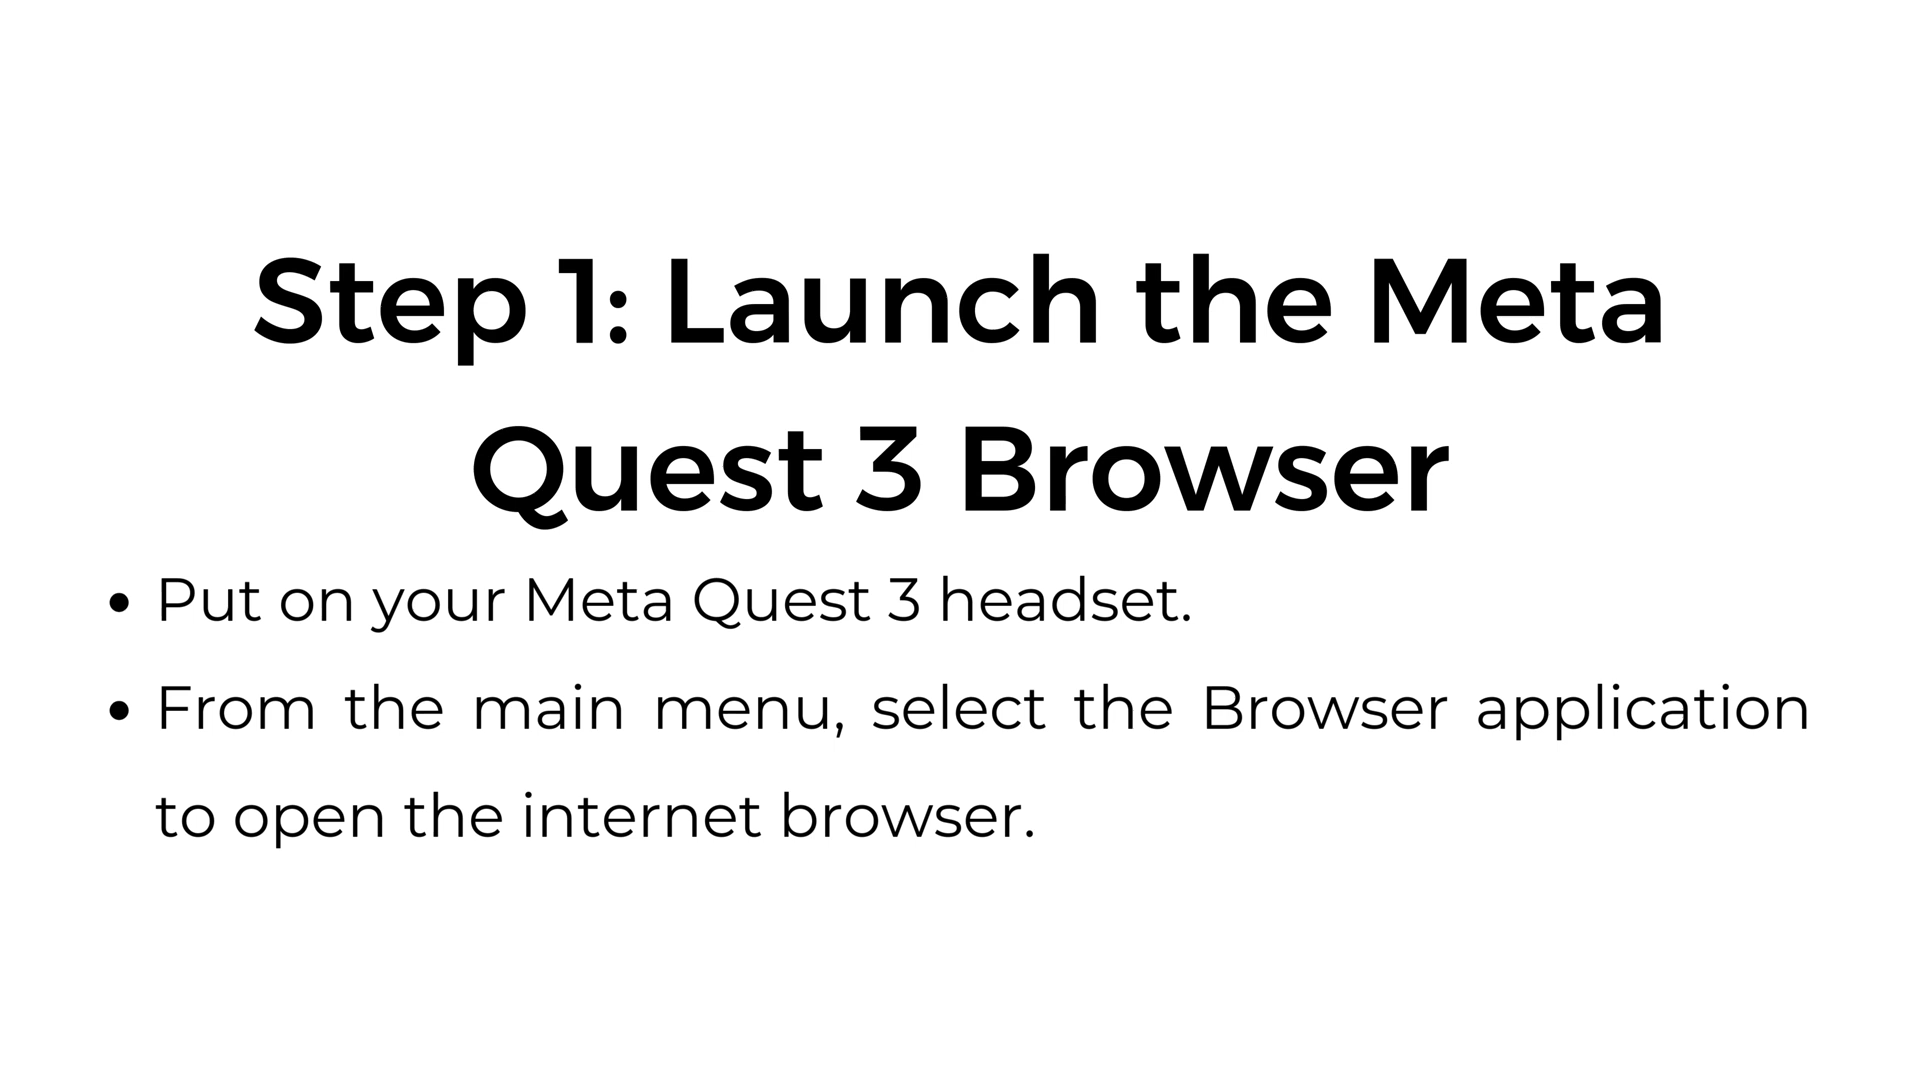 Step 1: Launch the Meta
Quest 3 Browser
• Put on your Meta Quest 3 headset.
• From the main menu, select the Browser application
to open the internet browser.